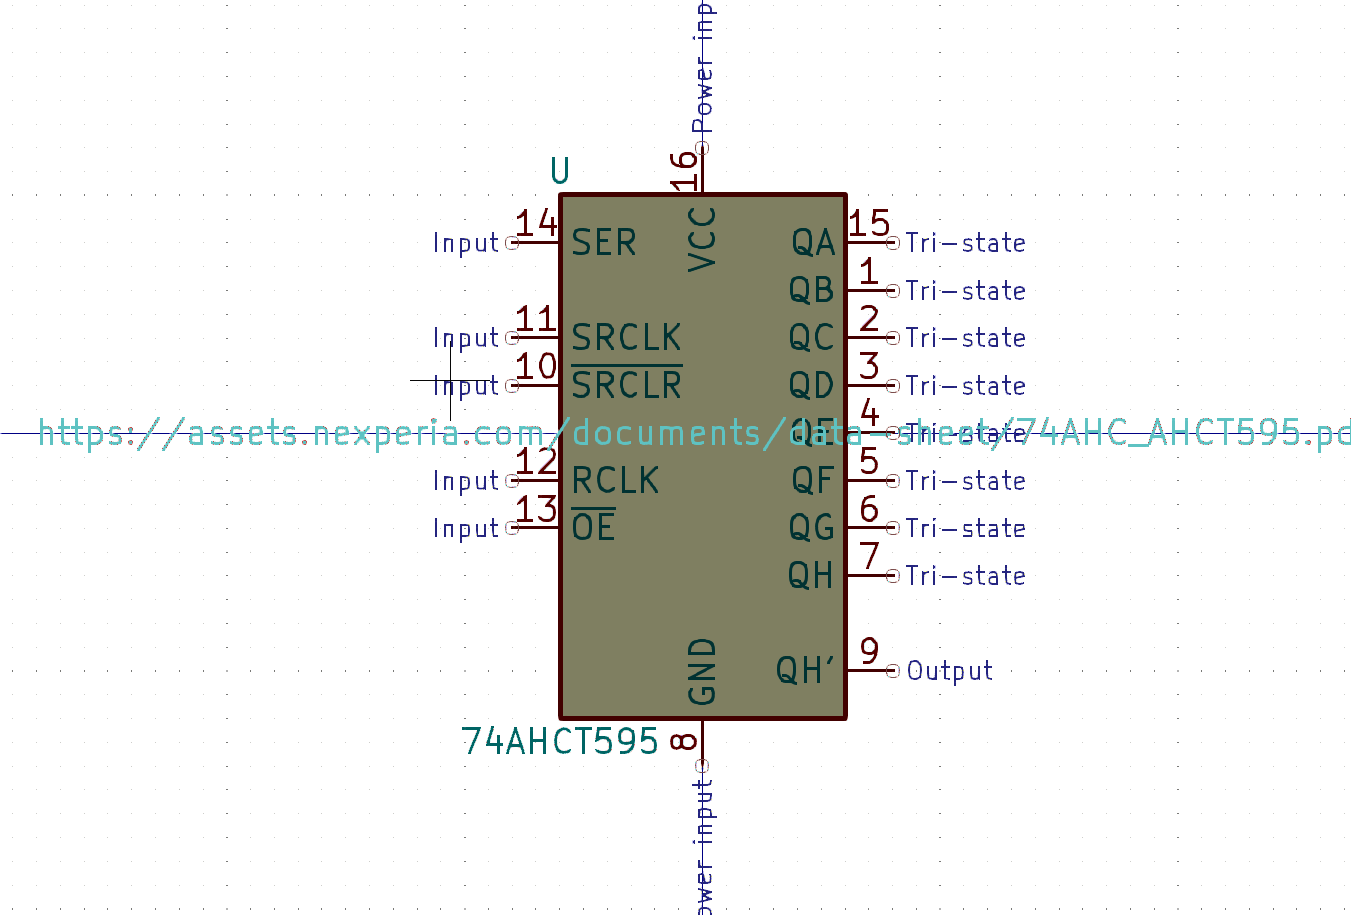 Power inp
16
U
VCC
14
Input
SER
QA
15
Tri-state
QB
1
Tri-state
11
Input
SRCLK
QC
2
Tri-state
10
Input
SRCLR
QD
3
Tri-state
https://assets.nexperia.com/documents/data-sheet/74AHC_AHCT595.pd
QE
4
Tri-state
12
Input
RCLK
QF
5
Tri-state
13
Input
OE
QG
6
Tri-state
QH
7
Tri-state
GND
QH'
9
Output
74AHCT595
8
ower input